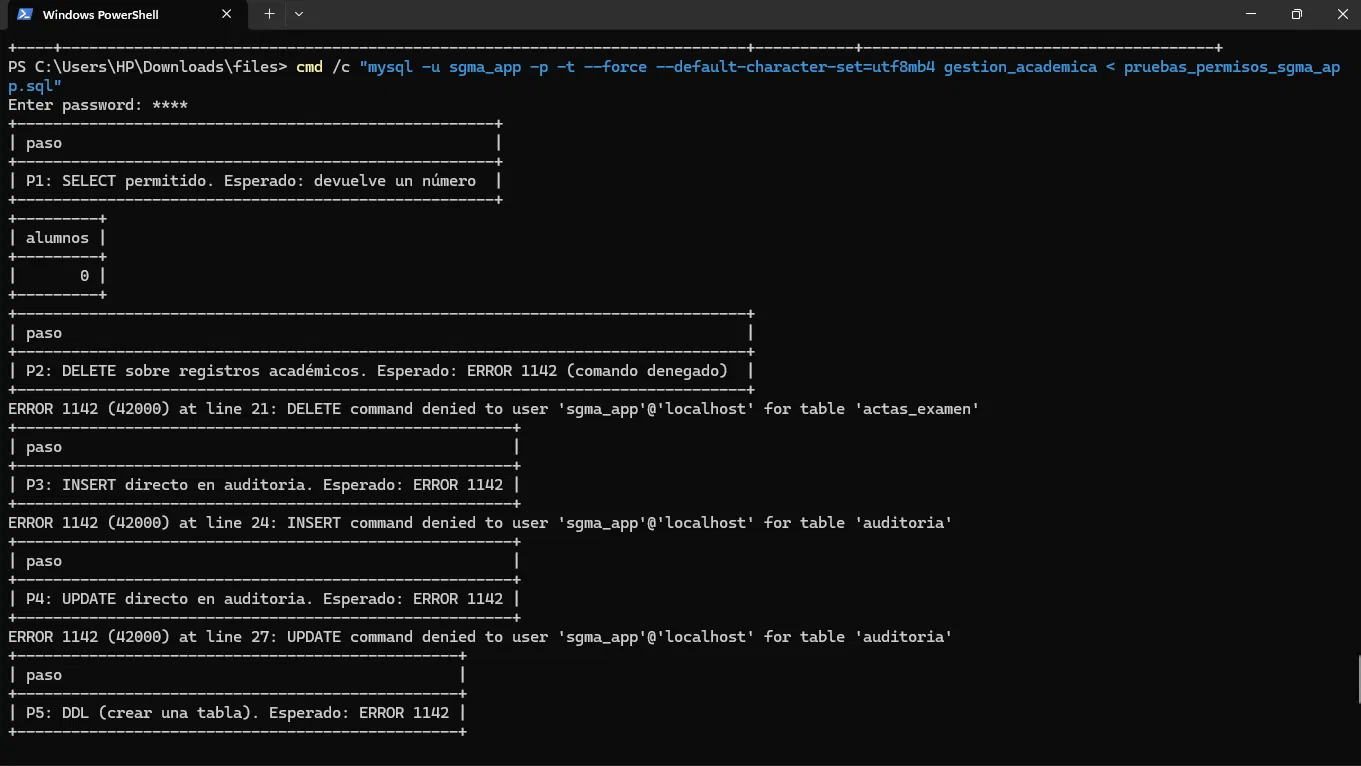 Windows PowerShell
+----+----------------------------------------------------------------------------+-----------+---------------------------------------+
PS C:\Users\HP\Downloads\files> cmd /c "mysql -u sgma_app -p -t --force --default-character-set=utf8mb4 gestion_academica < pruebas_permisos_sgma_ap
p.sql"
Enter password: ****
+-----------------------------------------------------+
| paso                                                |
+-----------------------------------------------------+
| P1: SELECT permitido. Esperado: devuelve un número  |
+-----------------------------------------------------+
+---------+
| alumnos |
+---------+
|       0 |
+---------+
+---------------------------------------------------------------------------------+
| paso                                                                            |
+---------------------------------------------------------------------------------+
| P2: DELETE sobre registros académicos. Esperado: ERROR 1142 (comando denegado)  |
+---------------------------------------------------------------------------------+
ERROR 1142 (42000) at line 21: DELETE command denied to user 'sgma_app'@'localhost' for table 'actas_examen'
+-------------------------------------------------------+
| paso                                                  |
+-------------------------------------------------------+
| P3: INSERT directo en auditoria. Esperado: ERROR 1142 |
+-------------------------------------------------------+
ERROR 1142 (42000) at line 24: INSERT command denied to user 'sgma_app'@'localhost' for table 'auditoria'
+-------------------------------------------------------+
| paso                                                  |
+-------------------------------------------------------+
| P4: UPDATE directo en auditoria. Esperado: ERROR 1142 |
+-------------------------------------------------------+
ERROR 1142 (42000) at line 27: UPDATE command denied to user 'sgma_app'@'localhost' for table 'auditoria'
+-------------------------------------------------+
| paso                                            |
+-------------------------------------------------+
| P5: DDL (crear una tabla). Esperado: ERROR 1142 |
+-------------------------------------------------+